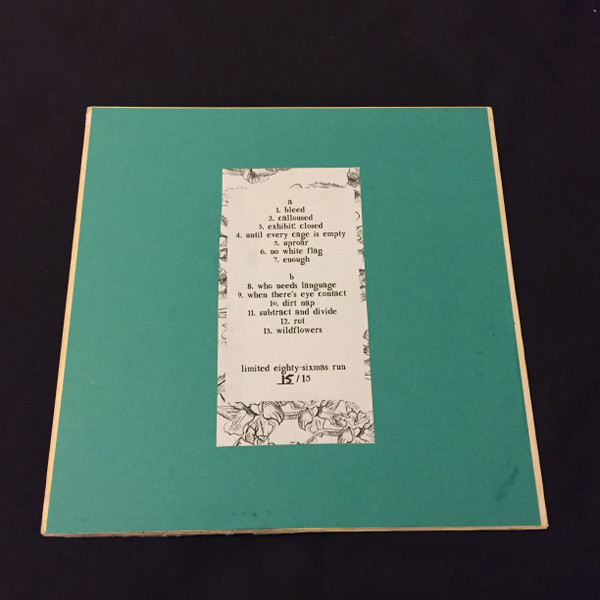 a
1. bleed
2. calloused
3. exhibit: closed
4. until every cage is empty
5. uproar
6. no white flag
7. enough
b
8. who needs language
9. when there's eye contact
10. dirt nap
11. subtract and divide
12. rot
13. wildflowers
limited eighty-sixmas run
15/15